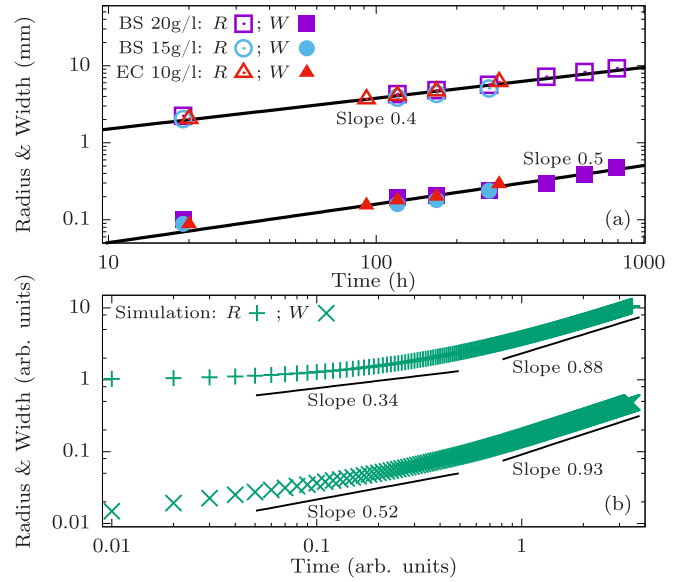 BS 20g/l: R ; W
BS 15g/l: R ; W
EC 10g/l: R ; W
Radius & Width (mm)
10
1
0.1
Slope 0.4
Slope 0.5
(a)
10
100
1000
Time (h)
Simulation: R ; W
Radius & Width (arb. units)
10
1
0.1
0.01
Slope 0.88
Slope 0.34
Slope 0.93
Slope 0.52
(b)
0.01
0.1
1
Time (arb. units)